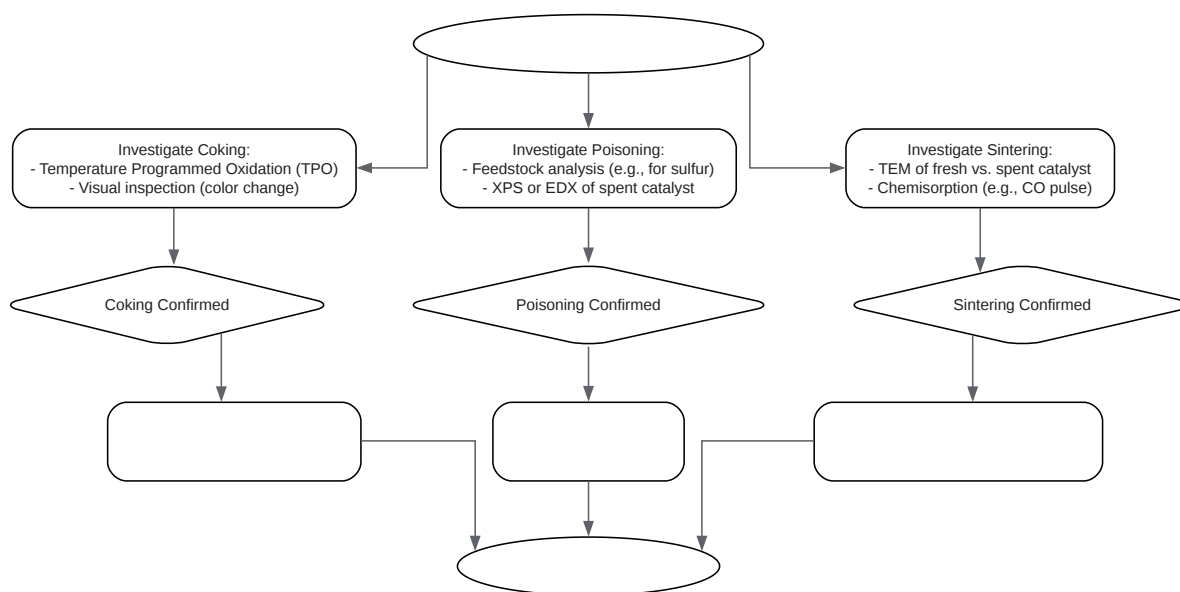 Investigate Coking:
- Temperature Programmed Oxidation (TPO)
- Visual inspection (color change)
Investigate Poisoning:
- Feedstock analysis (e.g., for sulfur)
- XPS or EDX of spent catalyst
Investigate Sintering:
- TEM of fresh vs. spent catalyst
- Chemisorption (e.g., CO pulse)
Coking Confirmed
Poisoning Confirmed
Sintering Confirmed